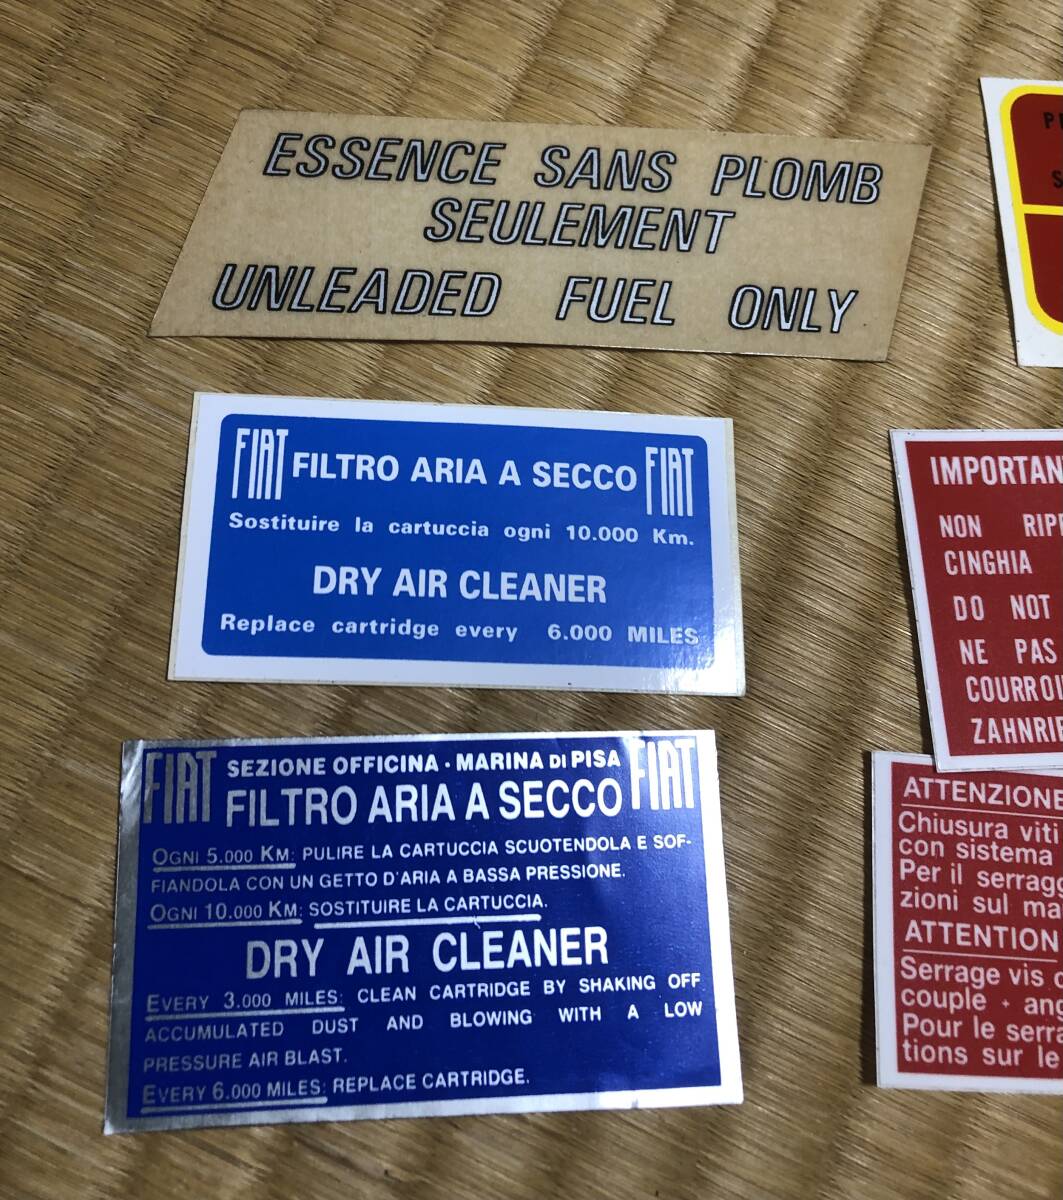 ESSENCE SANS PLOMB
SEULEMENT
UNLEADED FUEL ONLY
FIAT FILTRO ARIA A SECCO FIAT
Sostituire la cartuccia ogni 10.000 Km.
DRY AIR CLEANER
Replace cartridge every 6.000 MILES
FIAT SEZIONE OFFICINA · MARINA DI PISA FIAT
FILTRO ARIA A SECCO
OGNI 5.000 KM: PULIRE LA CARTUCCIA SCUOTENDOLA E SOF-
FIANDOLA CON UN GETTO D'ARIA A BASSA PRESSIONE.
OGNI 10.000 KM: SOSTITUIRE LA CARTUCCIA.
DRY AIR CLEANER
EVERY 3.000 MILES: CLEAN CARTRIDGE BY SHAKING OFF
ACCUMULATED DUST AND BLOWING WITH A LOW
PRESSURE AIR BLAST.
EVERY 6.000 MILES: REPLACE CARTRIDGE.
IMPORTAN
NON RIP
CINGHIA
DO NOT
NE PAS
COURROI
ZAHNRIE
ATTENZIONE
Chiusura viti
con sistema
Per il serragg
zioni sul ma
ATTENTION
Serrage vis
couple + ang
Pour le serra
tions sur le